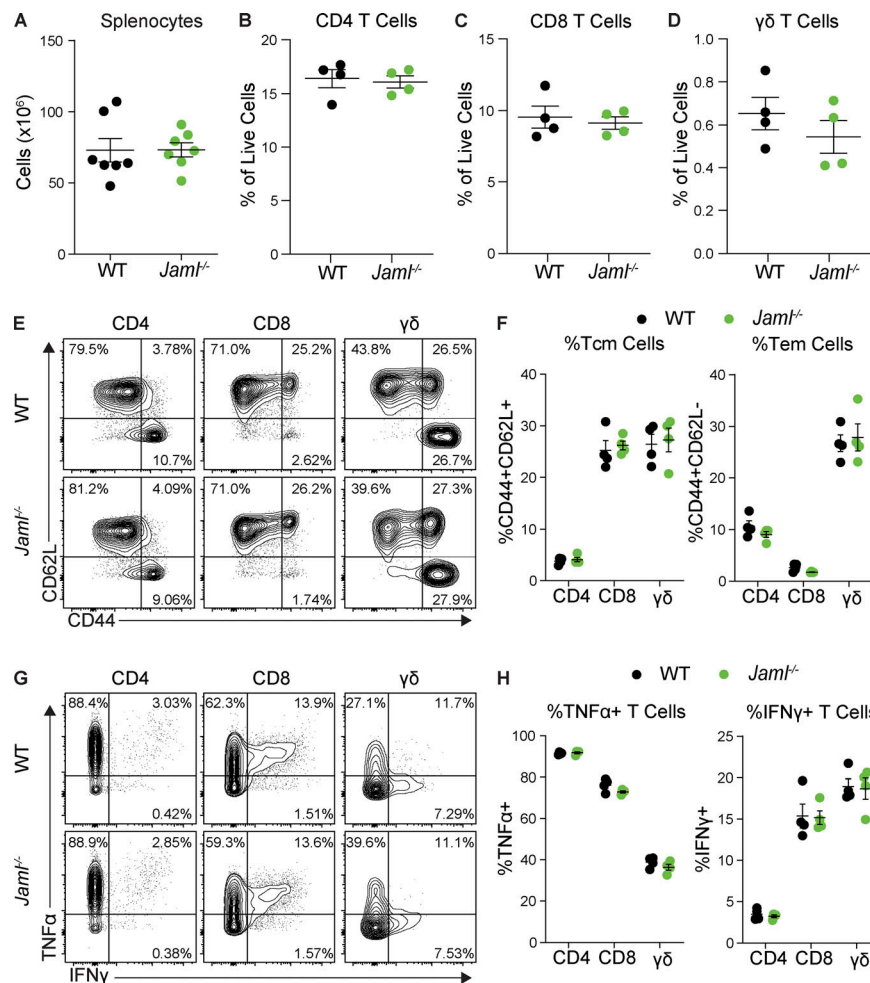 A
Splenocytes
Cells (x10⁶)
150
100
50
0
WT
Jaml⁻/⁻
B
CD4 T Cells
% of Live Cells
20
15
10
5
0
WT
Jaml⁻/⁻
C
CD8 T Cells
% of Live Cells
15
10
5
0
WT
Jaml⁻/⁻
D
γδ T Cells
% of Live Cells
1.0
0.8
0.6
0.4
0.2
0.0
WT
Jaml⁻/⁻
E
CD4
CD8
γδ
WT
79.5%
3.78%
10.7%
71.0%
25.2%
2.62%
43.8%
26.5%
26.7%
Jaml⁻/⁻
81.2%
4.09%
9.06%
71.0%
26.2%
1.74%
39.6%
27.3%
27.9%
CD62L
CD44
F
WT
Jaml⁻/⁻
%Tcm Cells
%CD44+CD62L+
40
30
20
10
0
CD4
CD8
γδ
%Tem Cells
%CD44+CD62L-
40
30
20
10
0
CD4
CD8
γδ
G
CD4
CD8
γδ
WT
88.4%
3.03%
0.42%
62.3%
13.9%
1.51%
27.1%
11.7%
7.29%
Jaml⁻/⁻
88.9%
2.85%
0.38%
59.3%
13.6%
1.57%
39.6%
11.1%
7.53%
TNFα
IFNγ
H
WT
Jaml⁻/⁻
%TNFα+ T Cells
%TNFα+
100
80
60
40
20
0
CD4
CD8
γδ
%IFNγ+ T Cells
%IFNγ+
25
20
15
10
5
0
CD4
CD8
γδ